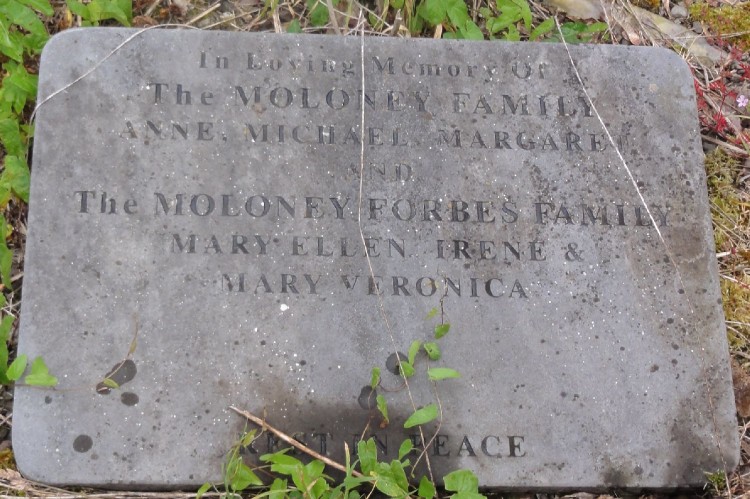 In Loving Memory Of
The MOLONEY FAMILY
ANNE, MICHAEL, MARGARET
AND
The MOLONEY FORBES FAMILY
MARY ELLEN, IRENE &
MARY VERONICA
REST IN PEACE